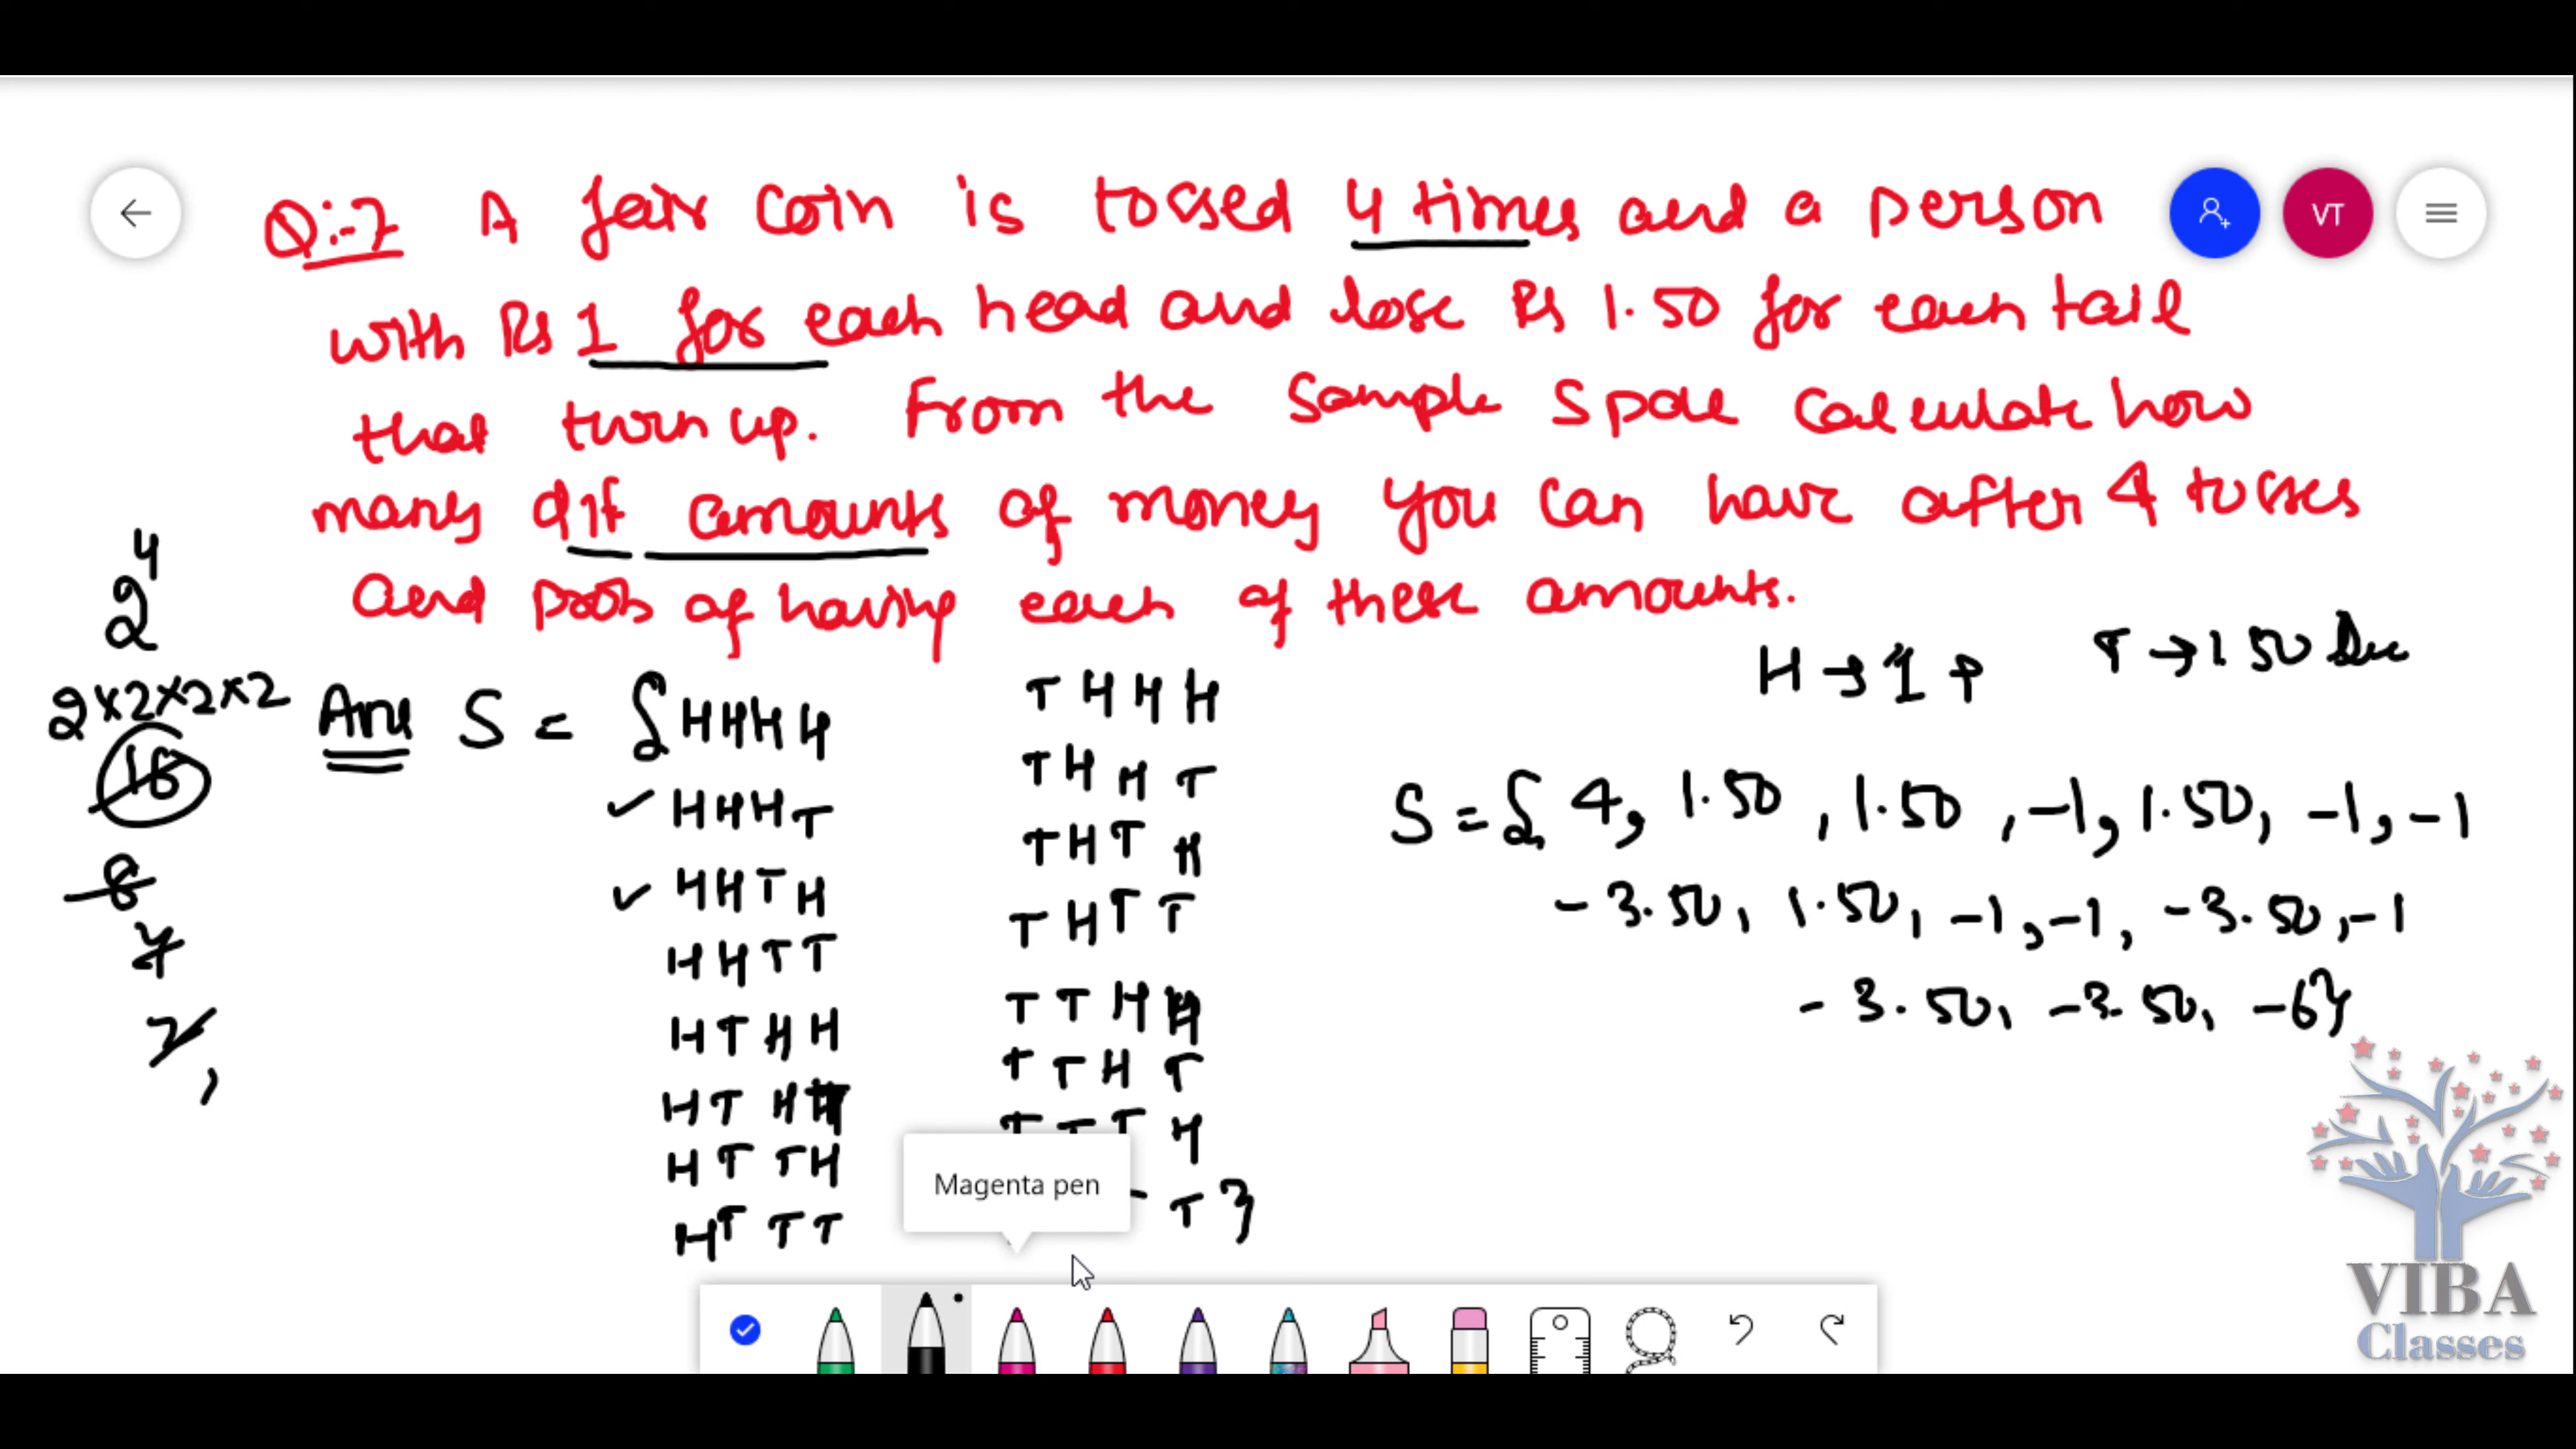 Q:-7 A fair coin is tossed 4 times and a person
VT
with Rs 1 for each head and lose Rs 1.50 for each tail
that turn up. From the Sample Space Calculate how
many dif amounts of money you can have after 4 tosses
and prob of having each of these amounts.
2^4
2×2×2×2
16
8
4
2,
H → 1 P T → 1.50
Ans S = { HHHH
HHHT
HHTH
HHTT
HTHH
HTHT
HTTH
HTTT
THHH
THHT
THTH
THTT
TTHH
TTHT
TTTH
T }
S = { 4, 1.50, 1.50, -1, 1.50, -1, -1
-3.50, 1.50, -1, -1, -3.50, -1
-3.50, -3.50, -6}
Magenta pen
VIBA
Classes